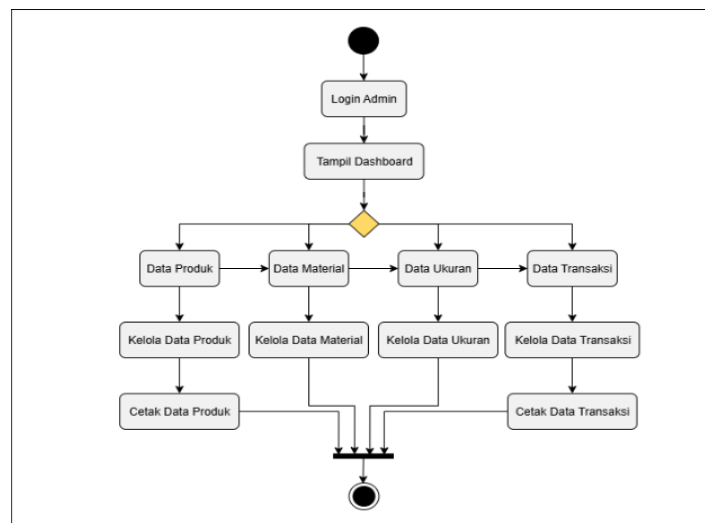 Login Admin
Tampil Dashboard
Data Produk
Data Material
Data Ukuran
Data Transaksi
Kelola Data Produk
Kelola Data Material
Kelola Data Ukuran
Kelola Data Transaksi
Cetak Data Produk
Cetak Data Transaksi